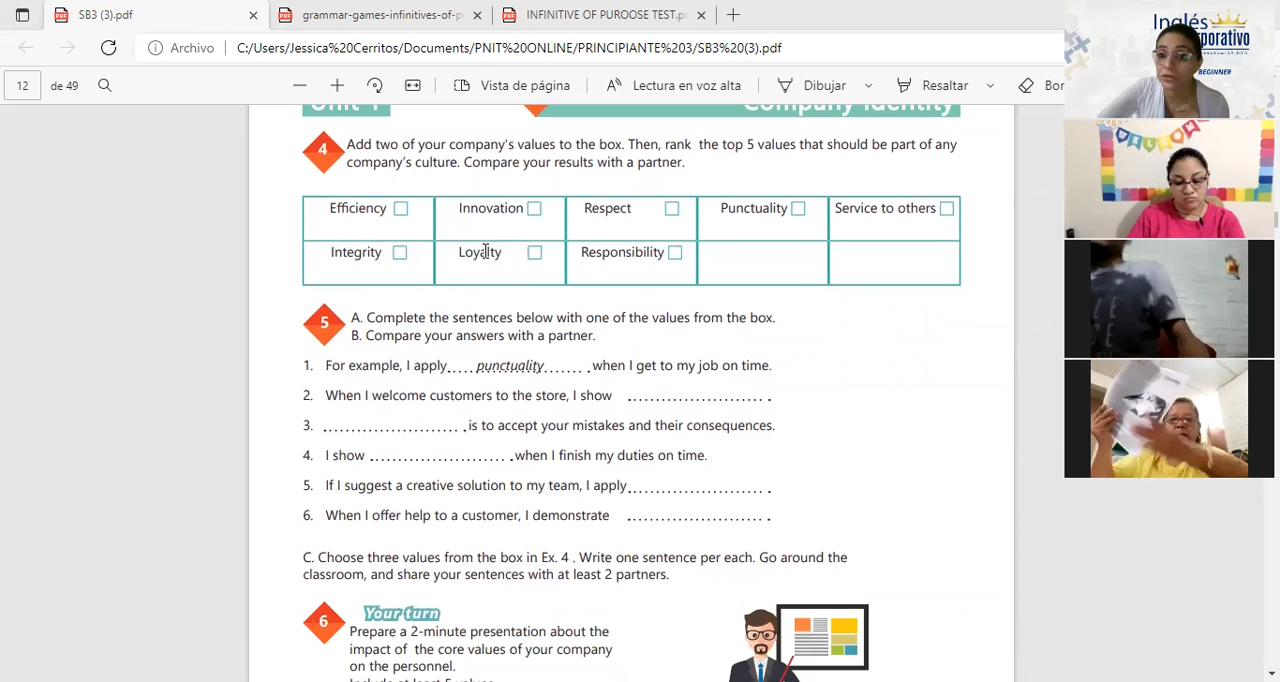 SB3 (3).pdf
grammar-games-infinitives-of-p
INFINITIVE OF PUROOSE TEST.p
Archivo
C:/Users/Jessica%20Cerritos/Documents/PNIT%20ONLINE/PRINCIPIANTE%203/SB3%20(3).pdf
12 de 49
Vista de página
Lectura en voz alta
Dibujar
Resaltar
Bor
Inglés
orporativo
BEGINNER
Unit 1
Company Identity
4
Add two of your company's values to the box. Then, rank the top 5 values that should be part of any
company's culture. Compare your results with a partner.
Efficiency Innovation Respect Punctuality Service to others
Integrity Loyalty Responsibility
5
A. Complete the sentences below with one of the values from the box.
B. Compare your answers with a partner.
1. For example, I apply.....punctuality....... .when I get to my job on time.
2. When I welcome customers to the store, I show ........................
3. ........................is to accept your mistakes and their consequences.
4. I show ........................when I finish my duties on time.
5. If I suggest a creative solution to my team, I apply........................
6. When I offer help to a customer, I demonstrate ........................
C. Choose three values from the box in Ex. 4 . Write one sentence per each. Go around the
classroom, and share your sentences with at least 2 partners.
6
Your turn
Prepare a 2-minute presentation about the
impact of the core values of your company
on the personnel.
Include at least 5 values